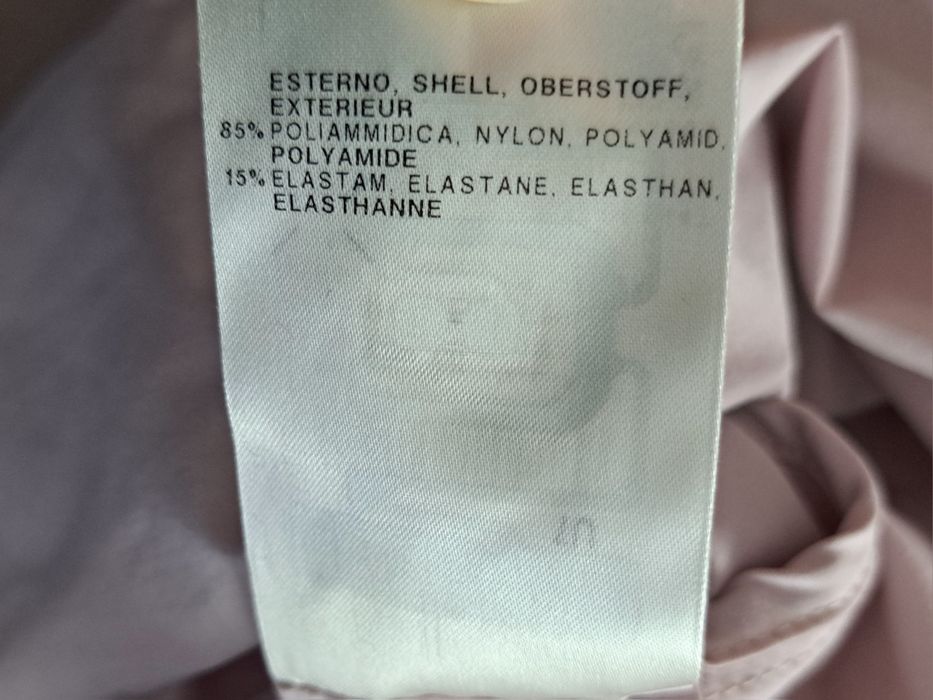 ESTERNO, SHELL, OBERSTOFF,
EXTERIEUR
85% POLIAMMIDICA, NYLON, POLYAMID,
POLYAMIDE
15% ELASTAM, ELASTANE, ELASTHAN,
ELASTHANNE